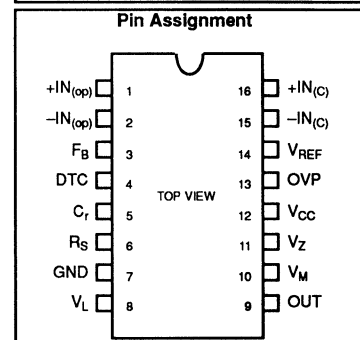 Pin Assignment
+IN(op) 1 16 +IN(C)
−IN(op) 2 15 −IN(C)
FB 3 14 VREF
DTC 4 13 OVP
TOP VIEW
Cr 5 12 VCC
RS 6 11 VZ
GND 7 10 VM
VL 8 9 OUT